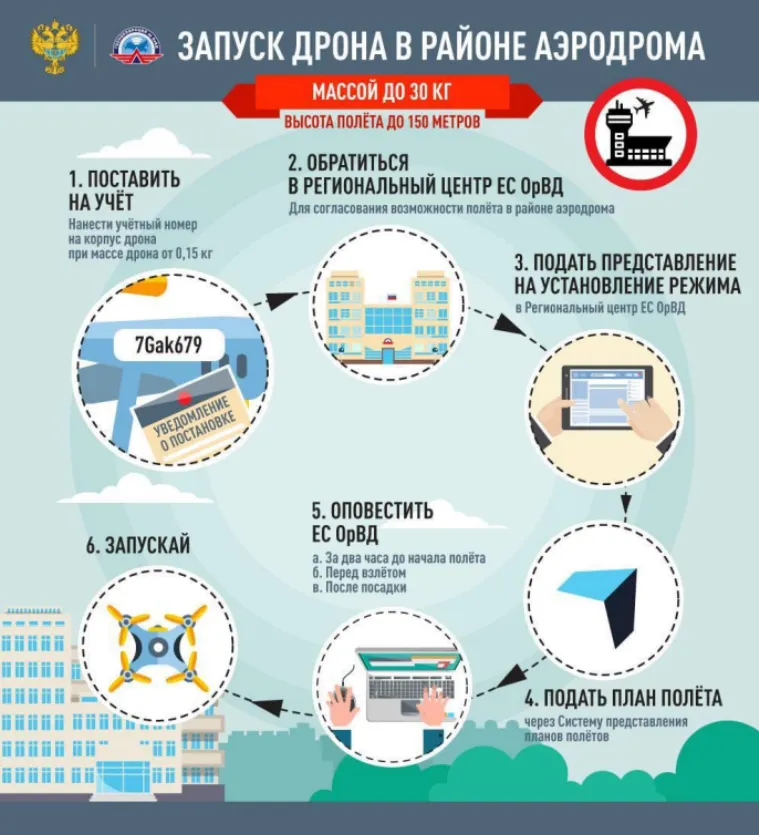 ЗАПУСК ДРОНА В РАЙОНЕ АЭРОДРОМА
МАССОЙ ДО 30 КГ
ВЫСОТА ПОЛЁТА ДО 150 МЕТРОВ
1. ПОСТАВИТЬ
НА УЧЁТ
Нанести учётный номер
на корпус дрона
при массе дрона от 0,15 кг
7Gak679
УВЕДОМЛЕНИЕ
О ПОСТАНОВКЕ
2. ОБРАТИТЬСЯ
В РЕГИОНАЛЬНЫЙ ЦЕНТР ЕС ОрВД
Для согласования возможности полёта в районе аэродрома
3. ПОДАТЬ ПРЕДСТАВЛЕНИЕ
НА УСТАНОВЛЕНИЕ РЕЖИМА
в Региональный центр ЕС ОрВД
4. ПОДАТЬ ПЛАН ПОЛЁТА
через Систему представления
планов полётов
5. ОПОВЕСТИТЬ
ЕС ОрВД
а. За два часа до начала полёта
б. Перед взлётом
в. После посадки
6. ЗАПУСКАЙ